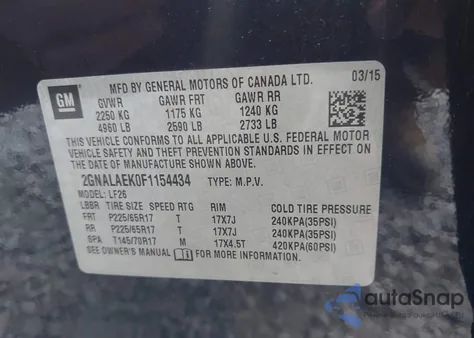 GM
MFD BY GENERAL MOTORS OF CANADA LTD. 03/15
GVWR GAWR FRT GAWR RR
2250 KG 1175 KG 1240 KG
4960 LB 2590 LB 2733 LB
THIS VEHICLE CONFORMS TO ALL APPLICABLE U.S. FEDERAL MOTOR
VEHICLE SAFETY, BUMPER, AND THEFT PREVENTION STANDARDS IN EFFECT ON THE
DATE OF MANUFACTURE SHOWN ABOVE.
2GNALAEK0F1154434 TYPE: M.P.V.
MODEL: LF26
LBBR TIRE SIZE SPEED RTG RIM COLD TIRE PRESSURE
FRT P225/65R17 T 17X7J 240KPA(35PSI)
RR P225/65R17 T 17X7J 240KPA(35PSI)
SPA T145/70R17 M 17X4.5T 420KPA(60PSI)
SEE OWNER'S MANUAL FOR MORE INFORMATION.
autoSnap